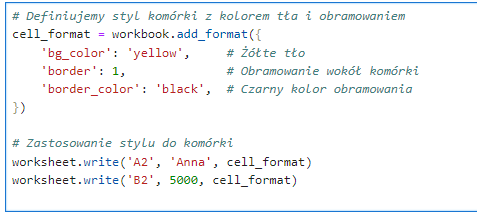 # Definiujemy styl komórki z kolorem tła i obramowaniem
cell_format = workbook.add_format({
    'bg_color': 'yellow',     # Żółte tło
    'border': 1,              # Obramowanie wokół komórki
    'border_color': 'black',  # Czarny kolor obramowania
})

# Zastosowanie stylu do komórki
worksheet.write('A2', 'Anna', cell_format)
worksheet.write('B2', 5000, cell_format)